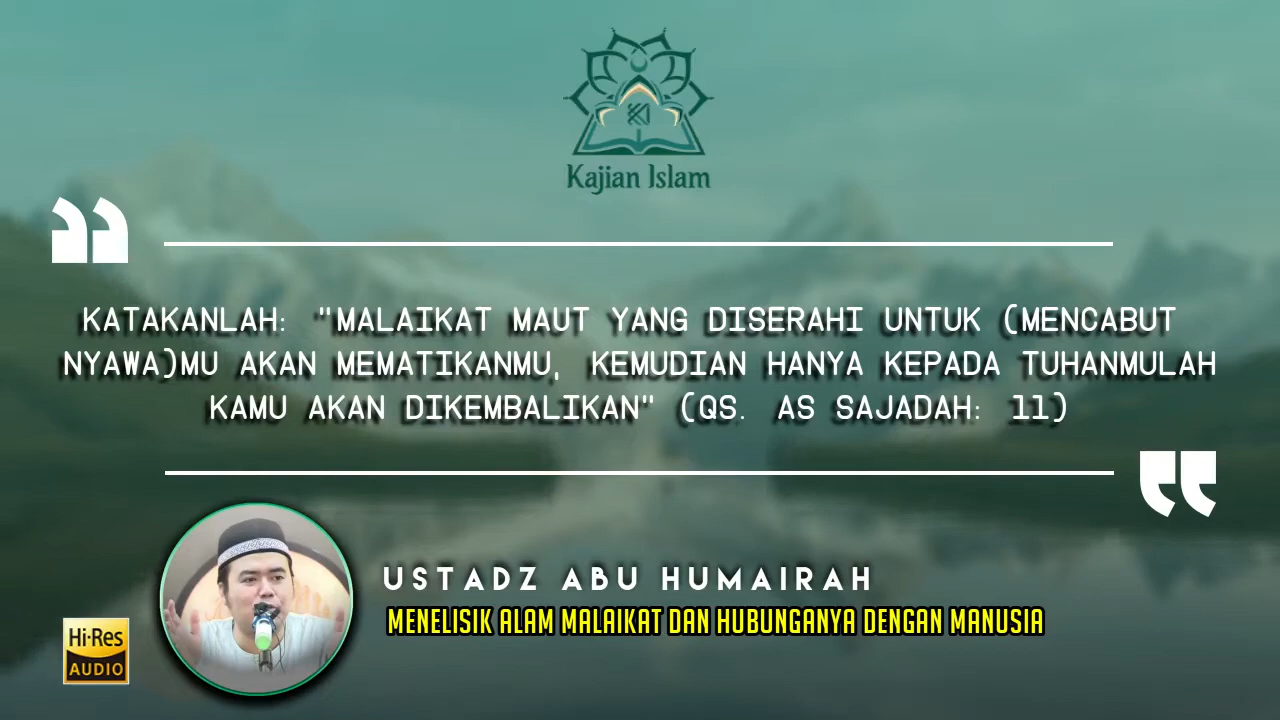 Kajian Islam
KATAKANLAH: "MALAIKAT MAUT YANG DISERAHI UNTUK (MENCABUT
NYAWA)MU AKAN MEMATIKANMU, KEMUDIAN HANYA KEPADA TUHANMULAH
KAMU AKAN DIKEMBALIKAN" (QS. AS SAJADAH: 11)
USTADZ ABU HUMAIRAH
MENELISIK ALAM MALAIKAT DAN HUBUNGANYA DENGAN MANUSIA
Hi-Res
AUDIO